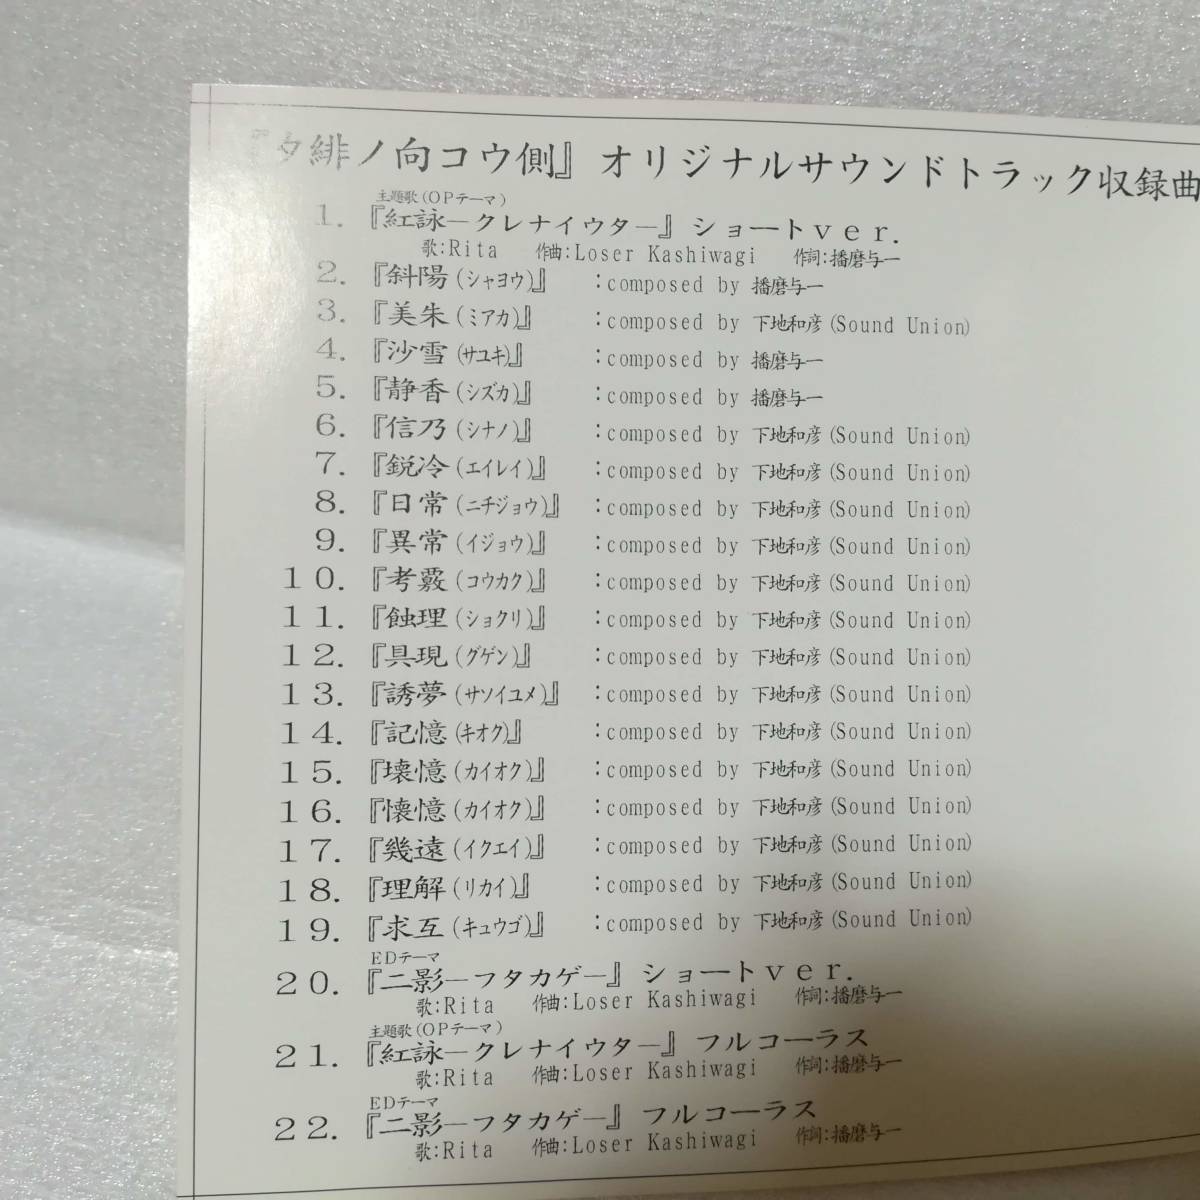 『夕緋ノ向コウ側』オリジナルサウンドトラック収録曲
主題歌(OPテーマ)
1. 『紅詠―クレナイウタ―』ショートver.
歌:Rita 作曲:Loser Kashiwagi 作詞:播磨与一
2. 『斜陽(シャヨウ)』 :composed by 播磨与一
3. 『美朱(ミアカ)』 :composed by 下地和彦(Sound Union)
4. 『沙雪(サユキ)』 :composed by 播磨与一
5. 『静香(シズカ)』 :composed by 播磨与一
6. 『信乃(シナノ)』 :composed by 下地和彦(Sound Union)
7. 『鋭冷(エイレイ)』 :composed by 下地和彦(Sound Union)
8. 『日常(ニチジョウ)』 :composed by 下地和彦(Sound Union)
9. 『異常(イジョウ)』 :composed by 下地和彦(Sound Union)
10. 『考覈(コウカク)』 :composed by 下地和彦(Sound Union)
11. 『蝕理(ショクリ)』 :composed by 下地和彦(Sound Union)
12. 『具現(グゲン)』 :composed by 下地和彦(Sound Union)
13. 『誘夢(サソイユメ)』 :composed by 下地和彦(Sound Union)
14. 『記憶(キオク)』 :composed by 下地和彦(Sound Union)
15. 『壊憶(カイオク)』 :composed by 下地和彦(Sound Union)
16. 『懐憶(カイオク)』 :composed by 下地和彦(Sound Union)
17. 『幾遠(イクエイ)』 :composed by 下地和彦(Sound Union)
18. 『理解(リカイ)』 :composed by 下地和彦(Sound Union)
19. 『求互(キュウゴ)』 :composed by 下地和彦(Sound Union)
EDテーマ
20. 『二影―フタカゲ―』ショートver.
歌:Rita 作曲:Loser Kashiwagi 作詞:播磨与一
主題歌(OPテーマ)
21. 『紅詠―クレナイウタ―』フルコーラス
歌:Rita 作曲:Loser Kashiwagi 作詞:播磨与一
EDテーマ
22. 『二影―フタカゲ―』フルコーラス
歌:Rita 作曲:Loser Kashiwagi 作詞:播磨与一